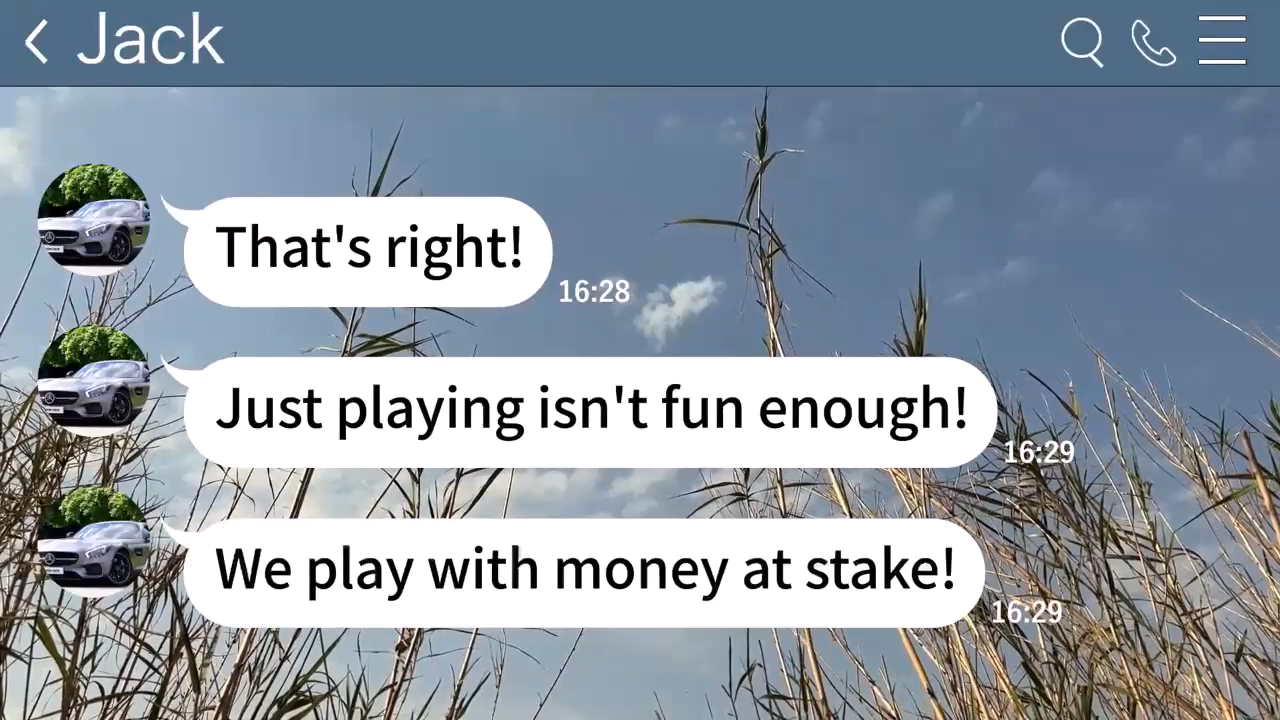 Jack
That's right!
16:28
Just playing isn't fun enough!
16:29
We play with money at stake!
16:29